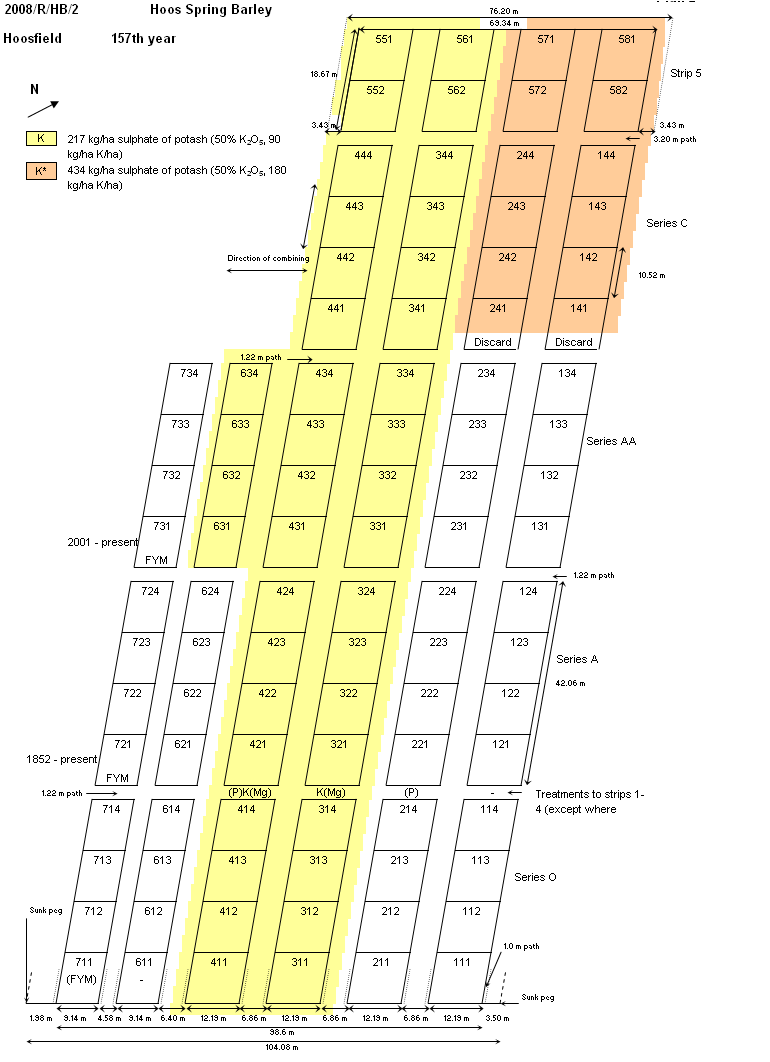 2008/R/HB/2 Hoos Spring Barley
Hoosfield 157th year
N
K 217 kg/ha sulphate of potash (50% K₂O₅, 90
kg/ha K/ha)
K* 434 kg/ha sulphate of potash (50% K₂O₅, 180
kg/ha K/ha)
76.20 m
69.34 m
551 561 571 581
18.67 m
Strip 5
552 562 572 582
3.43 m 3.43 m
3.20 m path
444 344 244 144
443 343 243 143
Series C
Direction of combining
442 342 242 142
10.52 m
441 341 241 141
Discard Discard
1.22 m path
734 634 434 334 234 134
733 633 433 333 233 133
Series AA
732 632 432 332 232 132
731 631 431 331 231 131
2001 - present
FYM
1.22 m path
724 624 424 324 224 124
723 623 423 323 223 123
Series A
42.06 m
722 622 422 322 222 122
721 621 421 321 221 121
1852 - present
FYM
1.22 m path
(P)K(Mg) K(Mg) (P) -
Treatments to strips 1-
4 (except where
714 614 414 314 214 114
713 613 413 313 213 113
Series O
712 612 412 312 212 112
Sunk peg
1.0 m path
711 611 411 311 211 111
(FYM) -
Sunk peg
1.98 m 9.14 m 4.58 m 9.14 m 6.40 m 12.19 m 6.86 m 12.19 m 6.86 m 12.19 m 6.86 m 12.19 m 3.50 m
98.6 m
104.08 m